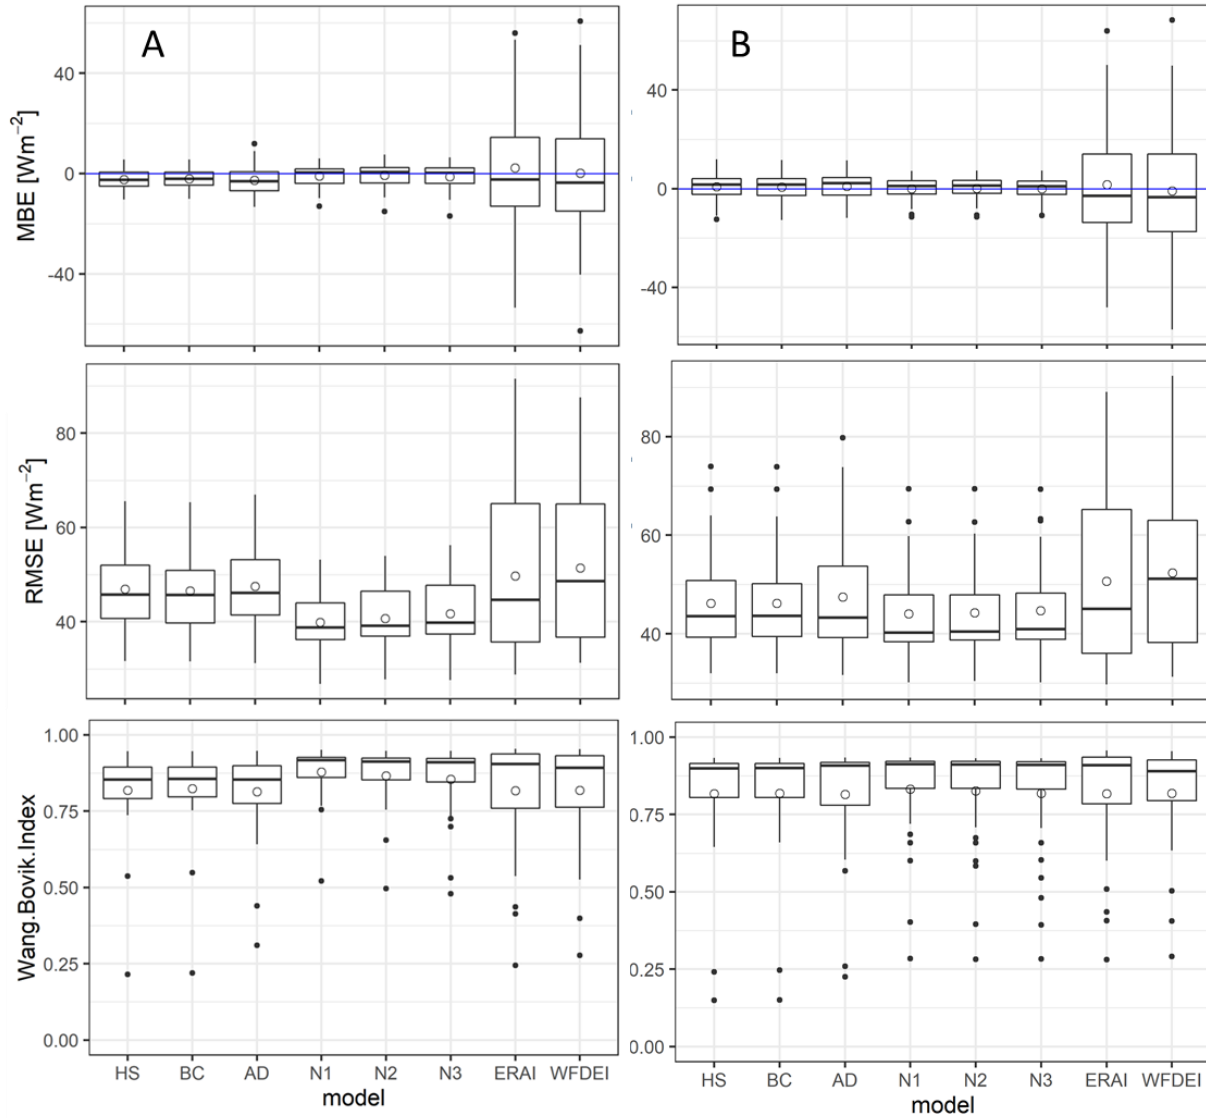 A
B
MBE [Wm⁻²]
40
0
-40
40
0
-40
RMSE [Wm⁻²]
80
60
40
80
60
40
Wang.Bovik.Index
1.00
0.75
0.50
0.25
0.00
1.00
0.75
0.50
0.25
0.00
HS BC AD N1 N2 N3 ERAI WFDEI
model
HS BC AD N1 N2 N3 ERAI WFDEI
model